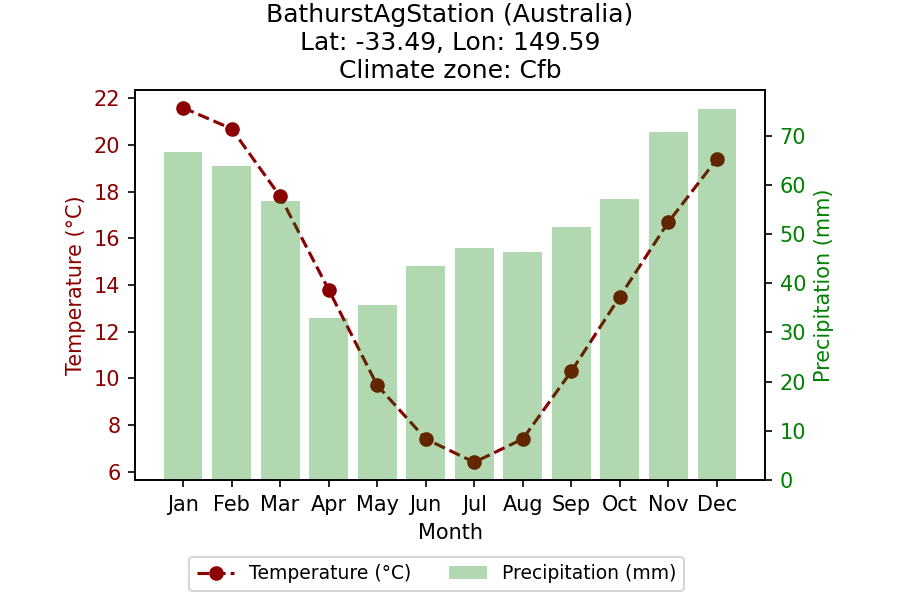 BathurstAgStation (Australia)
Lat: -33.49, Lon: 149.59
Climate zone: Cfb
22
20
18
16
14
12
10
8
6
Temperature (°C)
70
60
50
40
30
20
10
0
Precipitation (mm)
Jan Feb Mar Apr May Jun Jul Aug Sep Oct Nov Dec
Month
Temperature (°C) Precipitation (mm)